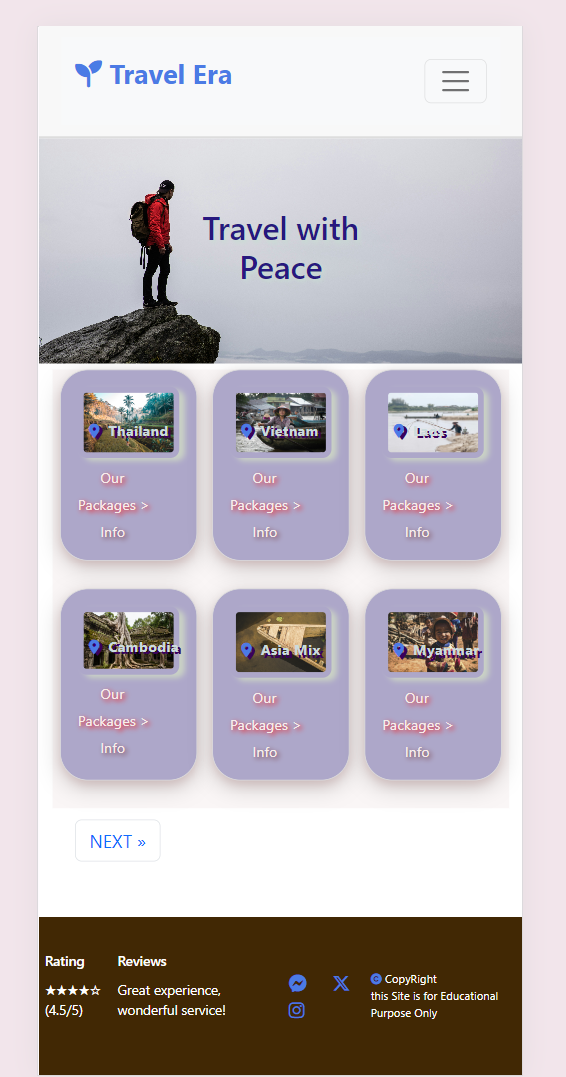 Travel Era
Travel with
Peace
Thailand
Our
Packages >
Info
Vietnam
Our
Packages >
Info
Laos
Our
Packages >
Info
Cambodia
Our
Packages >
Info
Asia Mix
Our
Packages >
Info
Myanmar
Our
Packages >
Info
NEXT »
Rating
★★★★☆
(4.5/5)
Reviews
Great experience,
wonderful service!
© CopyRight
this Site is for Educational
Purpose Only